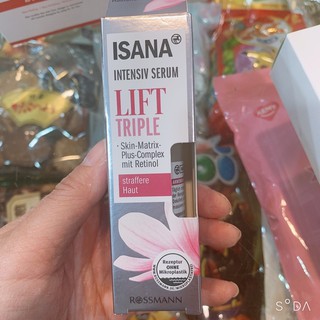 ISANA
INTENSIV SERUM
LIFT
TRIPLE
• Skin-Matrix-
Plus-Complex
mit Retinol
straffere
Haut
Rezeptur
OHNE
Mikroplastik
ROSSMANN
SODA